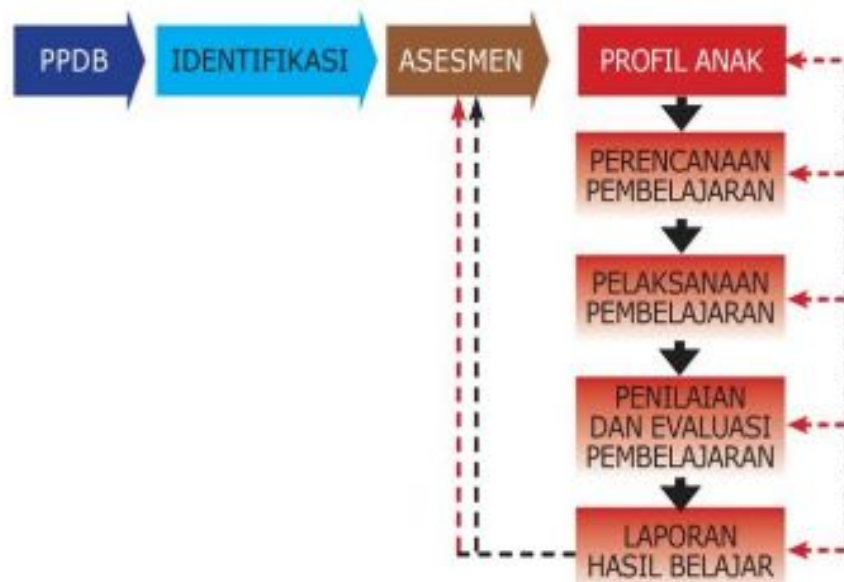 PPDB
IDENTIFIKASI
ASESMEN
PROFIL ANAK
PERENCANAAN
PEMBELAJARAN
PELAKSANAAN
PEMBELAJARAN
PENILAIAN
DAN EVALUASI
PEMBELAJARAN
LAPORAN
HASIL BELAJAR